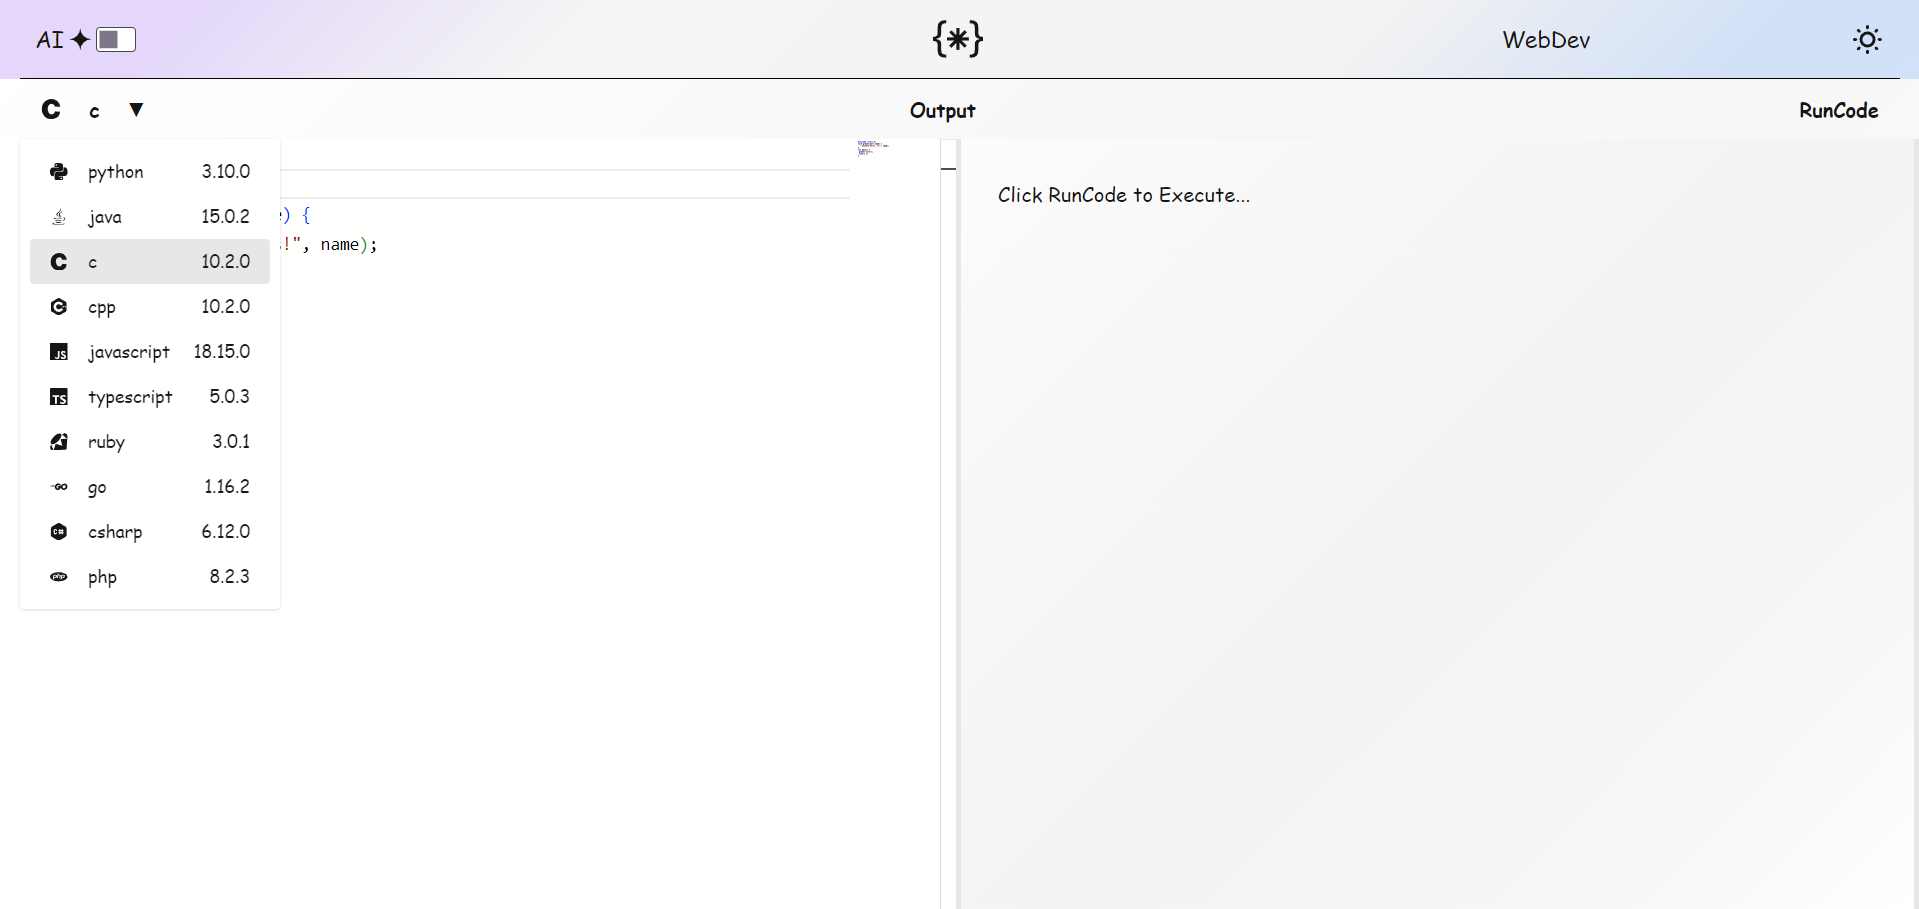 AI
{*}
WebDev
c
▼
Output
RunCode
python 3.10.0
java 15.0.2
c 10.2.0
cpp 10.2.0
javascript 18.15.0
typescript 5.0.3
ruby 3.0.1
go 1.16.2
csharp 6.12.0
php 8.2.3
) {
!", name);
Click RunCode to Execute...